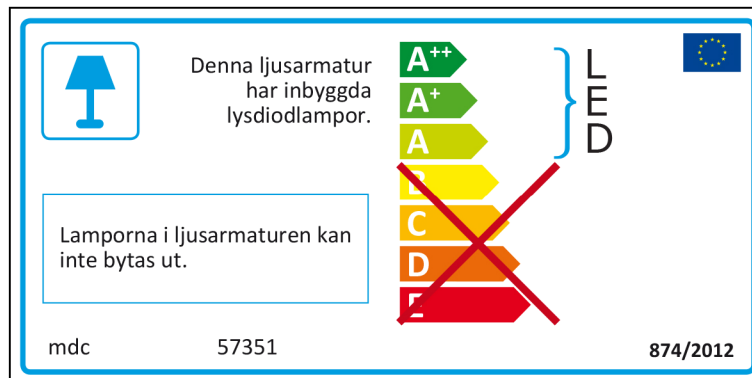 Denna ljusarmatur
har inbyggda
lysdiodlampor.
A++
A+
A
B
C
D
E
L
E
D
Lamporna i ljusarmaturen kan
inte bytas ut.
mdc 57351 874/2012